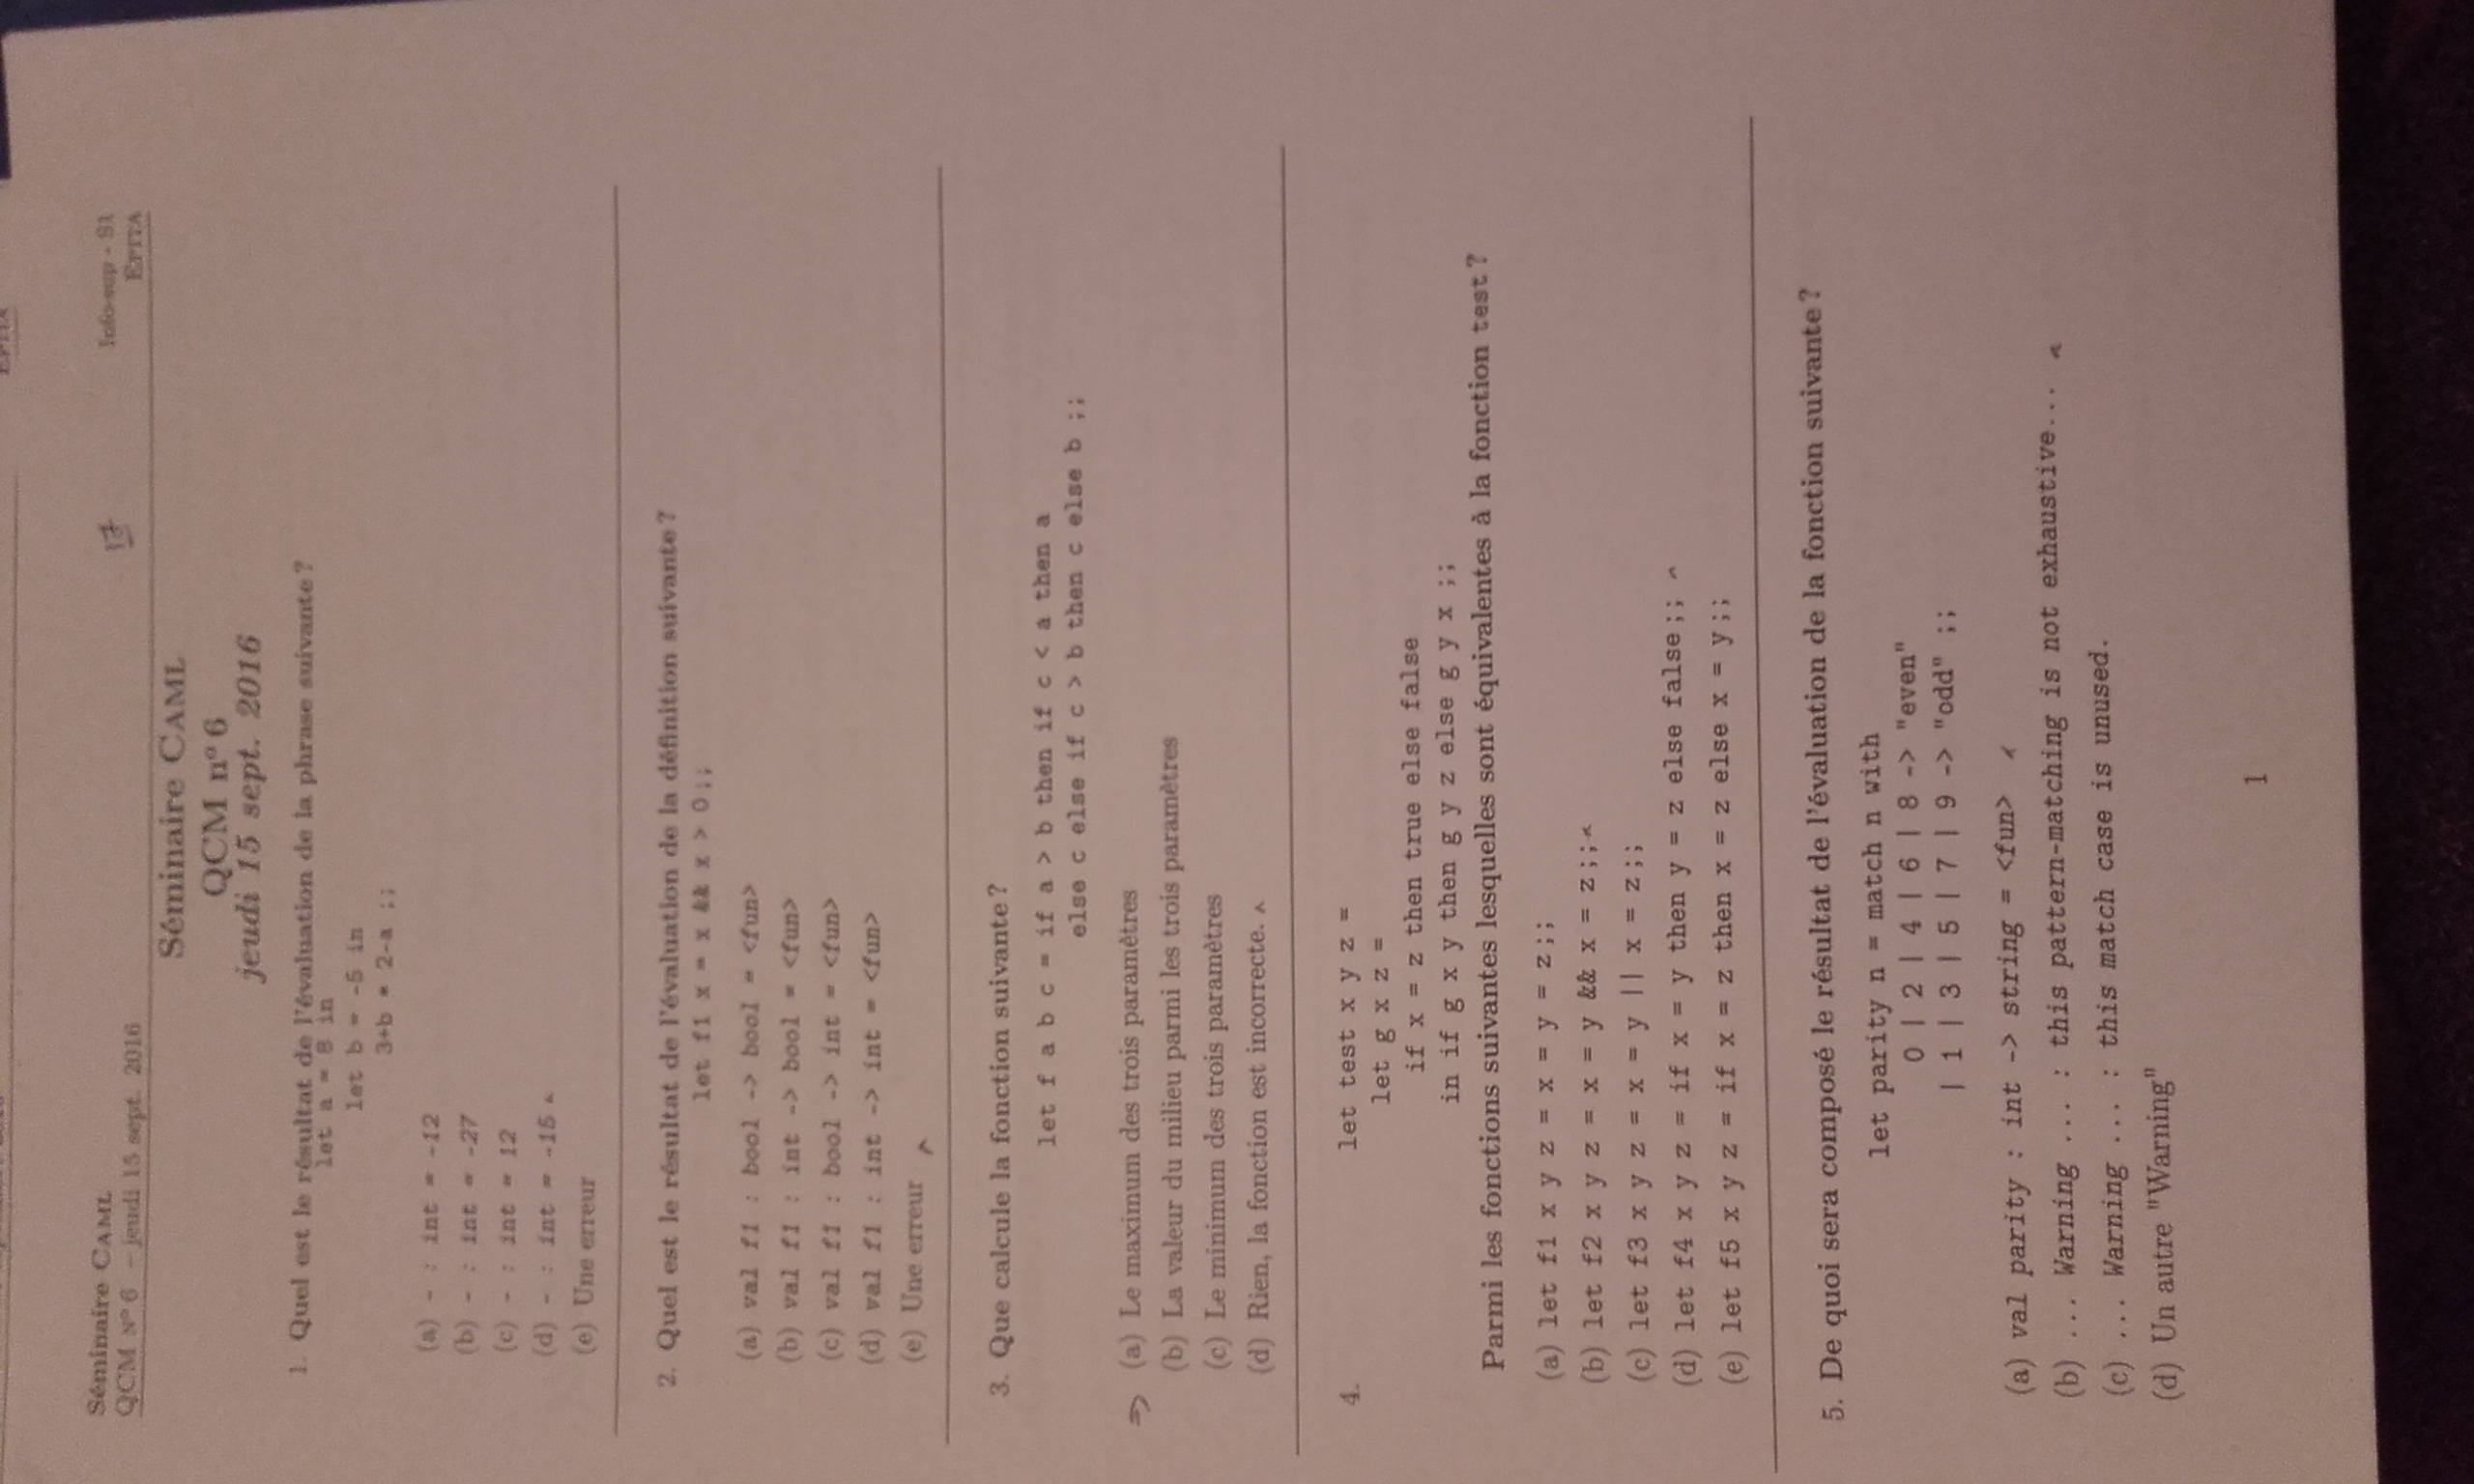 Séminaire CAML
Info-sup - S1
QCM No 6 – jeudi 15 sept. 2016
17
EPITA
Séminaire CAML
QCM no 6
jeudi 15 sept. 2016
1. Quel est le résultat de l'évaluation de la phrase suivante ?
let a = 8 in
let b = -5 in
3+b * 2-a ;;
(a) - : int = -12
(b) - : int = -27
(c) - : int = 12
(d) - : int = -15
(e) Une erreur
2. Quel est le résultat de l'évaluation de la définition suivante ?
let f1 x = x && x > 0;;
(a) val f1 : bool -> bool = <fun>
(b) val f1 : int -> bool = <fun>
(c) val f1 : bool -> int = <fun>
(d) val f1 : int -> int = <fun>
(e) Une erreur
3. Que calcule la fonction suivante ?
let f a b c = if a > b then if c < a then a
else c else if c > b then c else b ;;
(a) Le maximum des trois paramètres
(b) La valeur du milieu parmi les trois paramètres
(c) Le minimum des trois paramètres
(d) Rien, la fonction est incorrecte.
4. let test x y z =
let g x z =
if x = z then true else false
in if g x y then g y z else g y x ;;
Parmi les fonctions suivantes lesquelles sont équivalentes à la fonction test ?
(a) let f1 x y z = x = y = z;;
(b) let f2 x y z = x = y && x = z;;
(c) let f3 x y z = x = y || x = z;;
(d) let f4 x y z = if x = y then y = z else false;;
(e) let f5 x y z = if x = z then x = z else x = y;;
5. De quoi sera composé le résultat de l'évaluation de la fonction suivante ?
let parity n = match n with
0 | 2 | 4 | 6 | 8 -> "even"
| 1 | 3 | 5 | 7 | 9 -> "odd" ;;
(a) val parity : int -> string = <fun>
(b) ... Warning ... : this pattern-matching is not exhaustive...
(c) ... Warning ... : this match case is unused.
(d) Un autre "Warning"
1